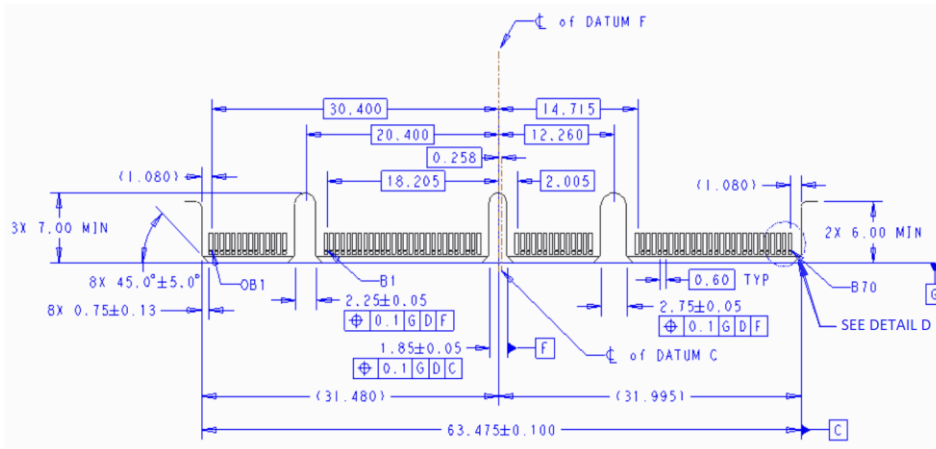 ℄ of DATUM F
30.400
14.715
20.400
12.260
0.258
(1.080)
18.205
2.005
(1.080)
3X 7.00 MIN
2X 6.00 MIN
8X 45.0°±5.0°
OB1
B1
0.60 TYP
B70
G
8X 0.75±0.13
2.25±0.05
⌖ 0.1 G D F
2.75±0.05
⌖ 0.1 G D F
SEE DETAIL D
1.85±0.05
F
℄ of DATUM C
⌖ 0.1 G D C
(31.480)
(31.995)
63.475±0.100
C